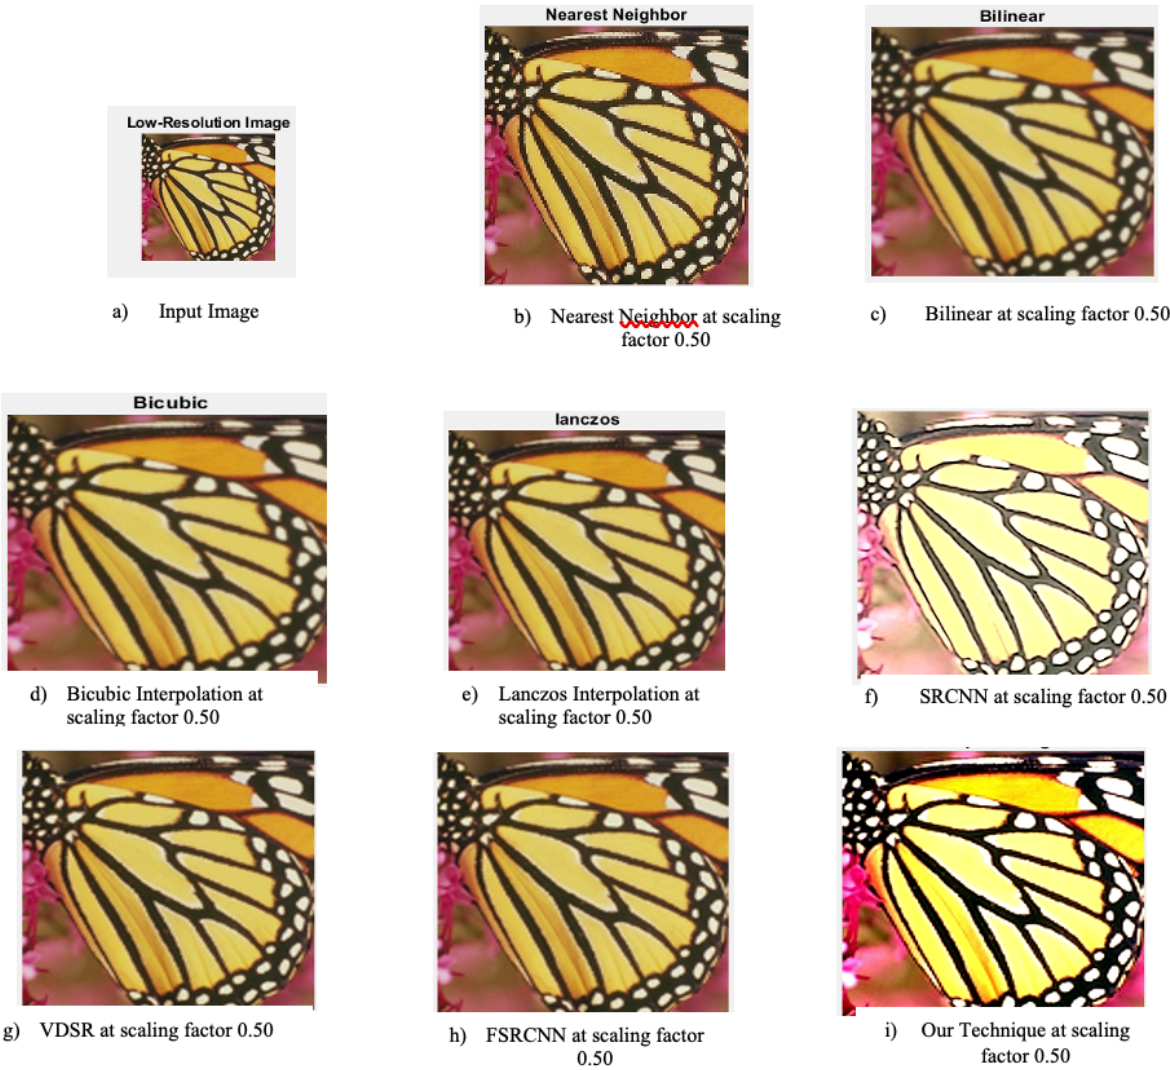 Nearest Neighbor
Bilinear
Low-Resolution Image
a) Input Image
b) Nearest Neighbor at scaling
factor 0.50
c) Bilinear at scaling factor 0.50
Bicubic
lanczos
d) Bicubic Interpolation at
scaling factor 0.50
e) Lanczos Interpolation at
scaling factor 0.50
f) SRCNN at scaling factor 0.50
g) VDSR at scaling factor 0.50
h) FSRCNN at scaling factor
0.50
i) Our Technique at scaling
factor 0.50